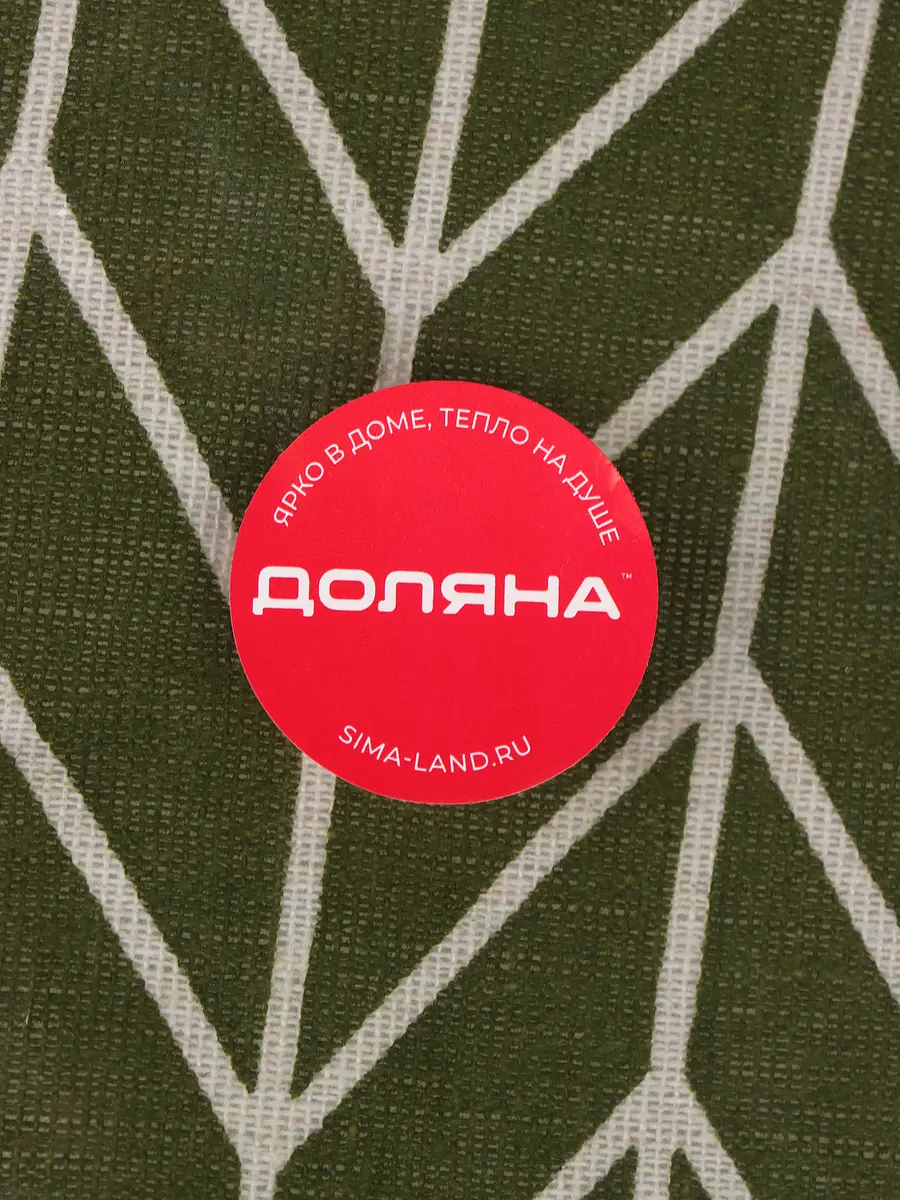 ЯРКО В ДОМЕ, ТЕПЛО НА ДУШЕ
ДОЛЯНА™
SIMA-LAND.RU